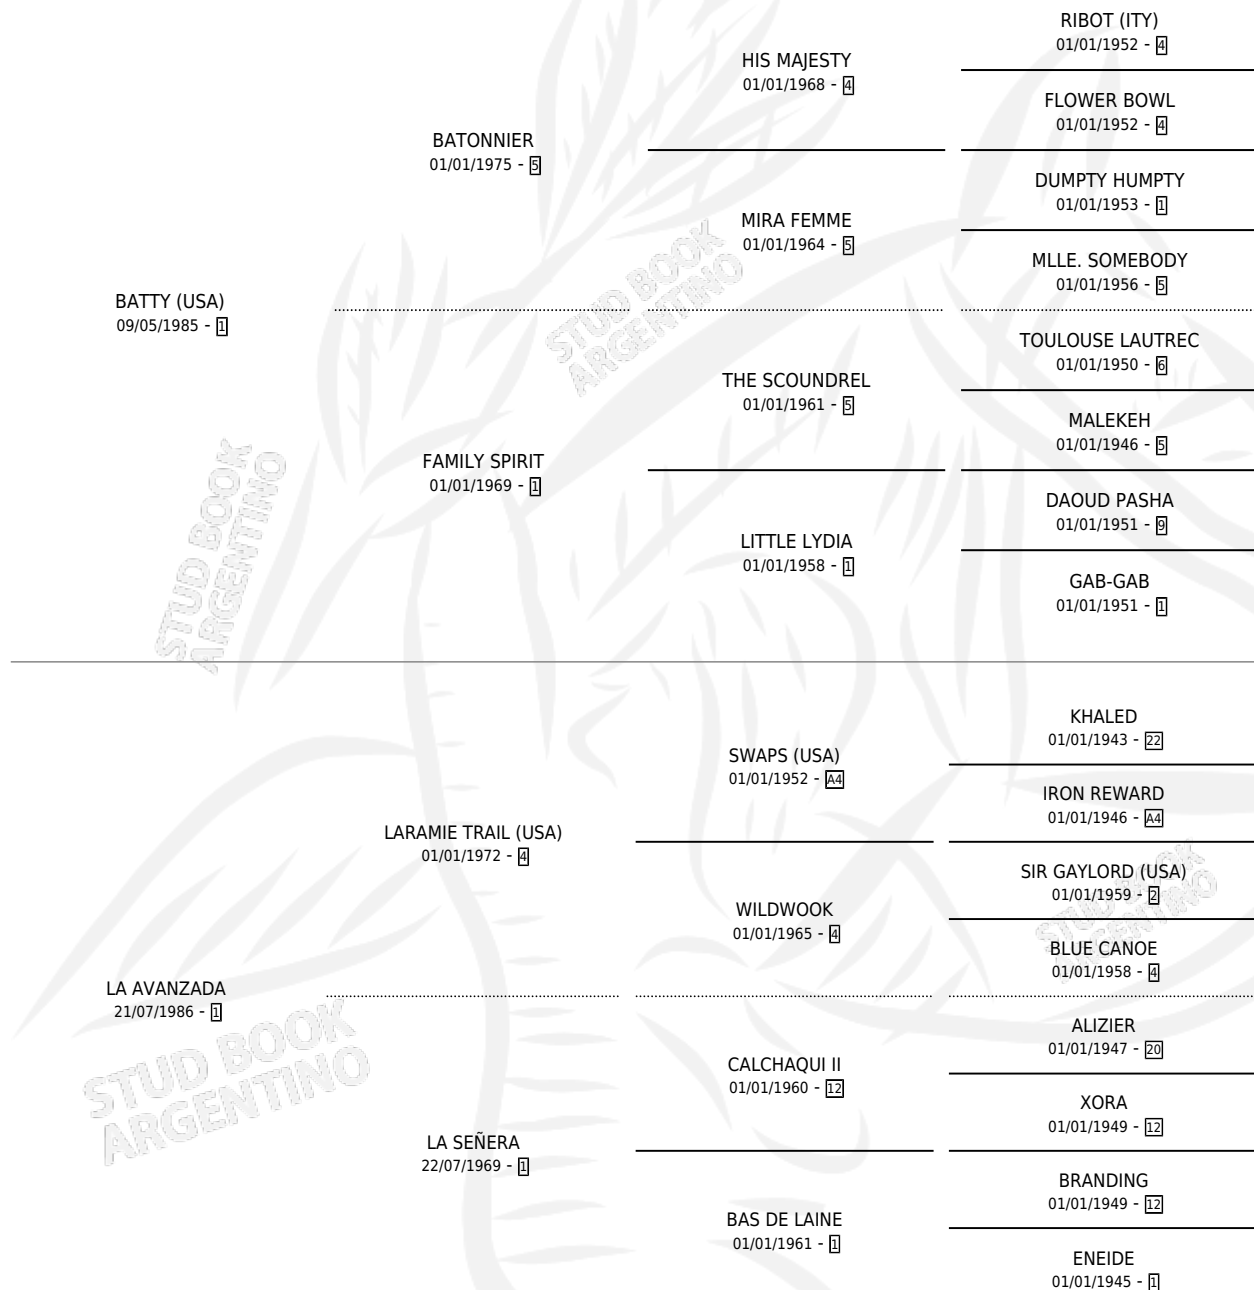 RIBOT (ITY)
01/01/1952 - 4
HIS MAJESTY
01/01/1968 - 4
FLOWER BOWL
01/01/1952 - 4
BATONNIER
01/01/1975 - 5
DUMPTY HUMPTY
01/01/1953 - 1
MIRA FEMME
01/01/1964 - 5
MLLE. SOMEBODY
01/01/1956 - 5
BATTY (USA)
09/05/1985 - 1
STUD BOOK
ARGENTINO
TOULOUSE LAUTREC
01/01/1950 - 6
THE SCOUNDREL
01/01/1961 - 5
MALEKEH
01/01/1946 - 5
FAMILY SPIRIT
01/01/1969 - 1
DAOUD PASHA
01/01/1951 - 9
LITTLE LYDIA
01/01/1958 - 1
GAB-GAB
01/01/1951 - 1
STUD BOOK
ARGENTINO
KHALED
01/01/1943 - 22
SWAPS (USA)
01/01/1952 - A4
IRON REWARD
01/01/1946 - A4
LARAMIE TRAIL (USA)
01/01/1972 - 4
SIR GAYLORD (USA)
01/01/1959 - 2
WILDWOOK
01/01/1965 - 4
STUD BOOK
ARGENTINO
BLUE CANOE
01/01/1958 - 4
LA AVANZADA
21/07/1986 - 1
ALIZIER
01/01/1947 - 20
CALCHAQUI II
01/01/1960 - 12
STUD BOOK
ARGENTINO
XORA
01/01/1949 - 12
LA SEÑERA
22/07/1969 - 1
BRANDING
01/01/1949 - 12
BAS DE LAINE
01/01/1961 - 1
ENEIDE
01/01/1945 - 1